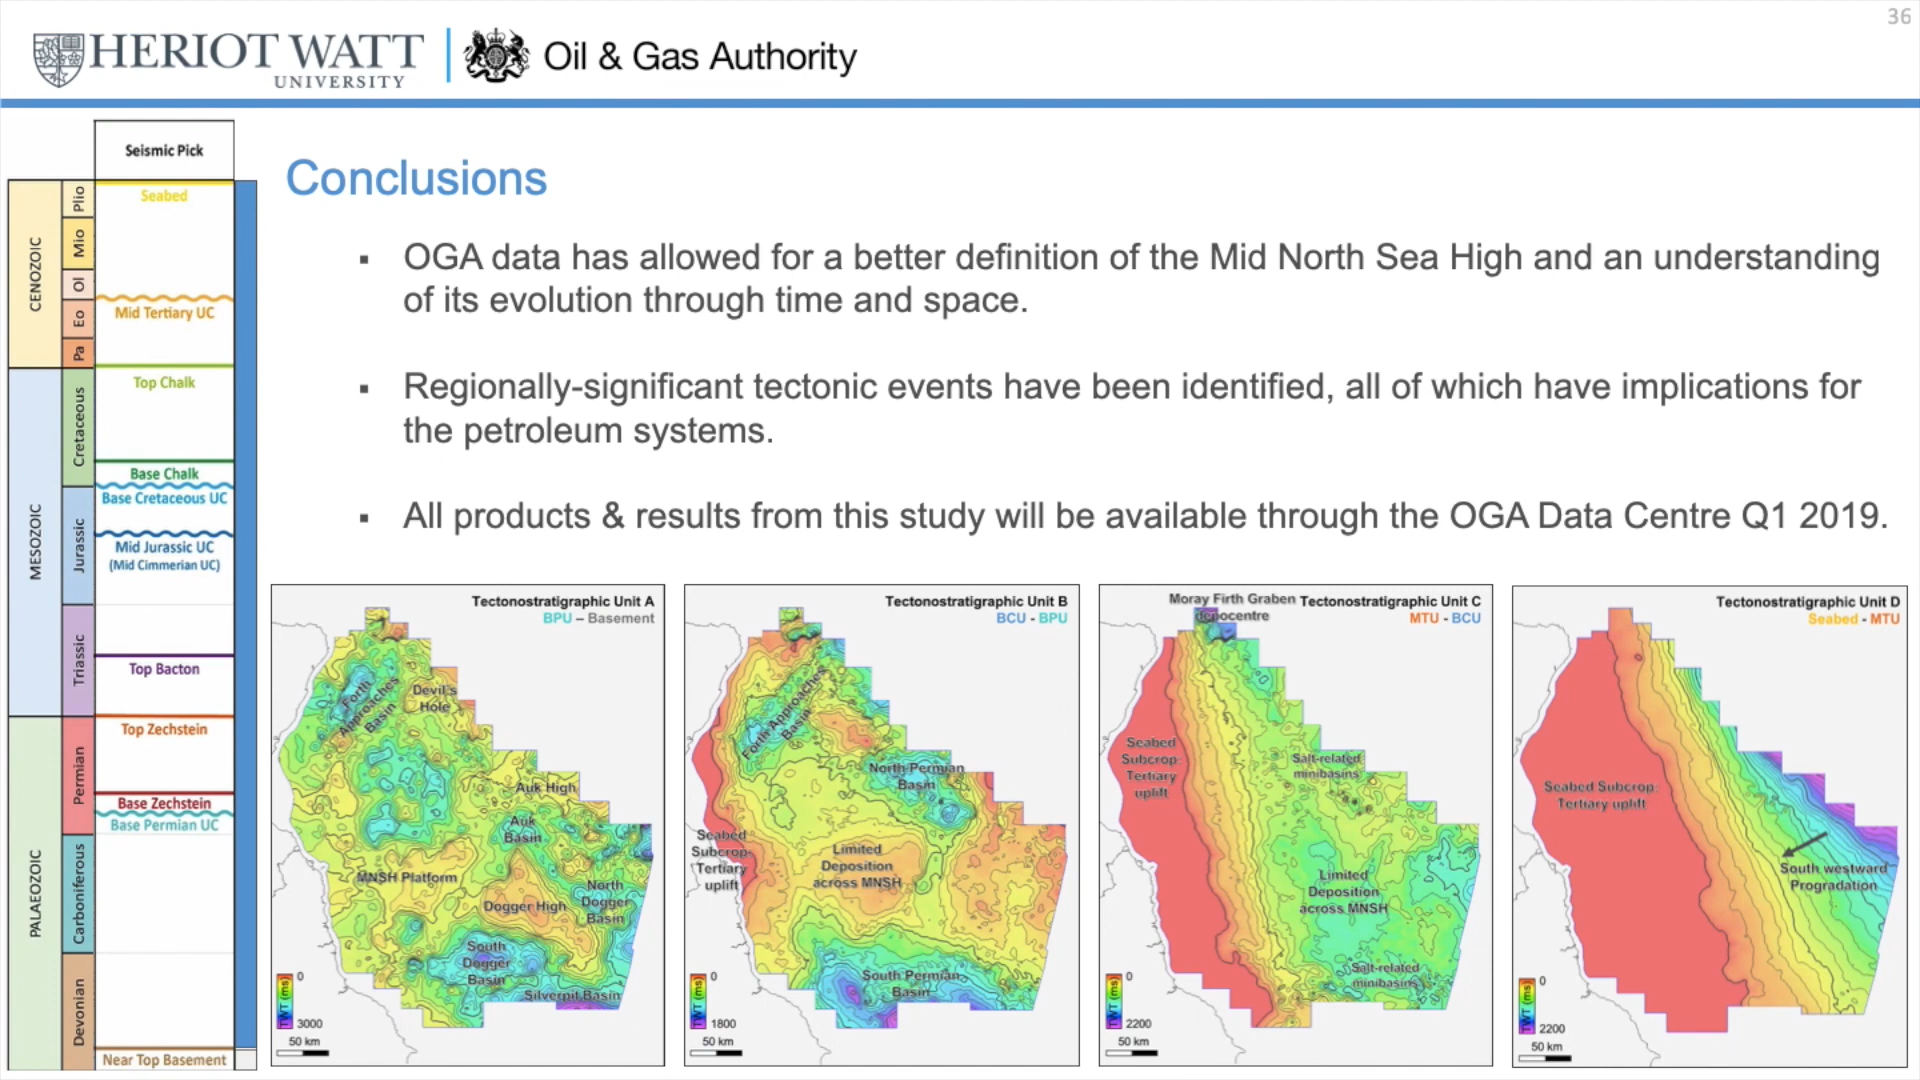 36
HERIOT WATT
UNIVERSITY
Oil & Gas Authority
Seismic Pick
CENOZOIC
Plio
Mio
Ol
Eo
Pa
Seabed
Mid Tertiary UC
MESOZOIC
Cretaceous
Jurassic
Triassic
Top Chalk
Base Chalk
Base Cretaceous UC
Mid Jurassic UC
(Mid Cimmerian UC)
Top Bacton
PALAEOZOIC
Permian
Carboniferous
Devonian
Top Zechstein
Base Zechstein
Base Permian UC
Near Top Basement
Conclusions
▪ OGA data has allowed for a better definition of the Mid North Sea High and an understanding
of its evolution through time and space.
▪ Regionally-significant tectonic events have been identified, all of which have implications for
the petroleum systems.
▪ All products & results from this study will be available through the OGA Data Centre Q1 2019.
Tectonostratigraphic Unit A
BPU – Basement
Forth
Approaches
Basin
Devil's
Hole
Auk High
Auk
Basin
MNSH Platform
Dogger High
North
Dogger
Basin
South
Dogger
Basin
Silverpit Basin
TWT (ms)
0
3000
50 km
Tectonostratigraphic Unit B
BCU - BPU
Forth Approaches
Basin
North Permian
Basin
Seabed
Subcrop-
Tertiary
uplift
Limited
Deposition
across MNSH
South Permian
Basin
TWT (ms)
0
1800
50 km
Moray Firth Graben
depocentre
Tectonostratigraphic Unit C
MTU - BCU
Seabed
Subcrop-
Tertiary
uplift
Salt-related
minibasins
Limited
Deposition
across MNSH
Salt-related
minibasins
TWT (ms)
0
2200
50 km
Tectonostratigraphic Unit D
Seabed - MTU
Seabed Subcrop-
Tertiary uplift
South westward
Progradation
TWT (ms)
0
2200
50 km